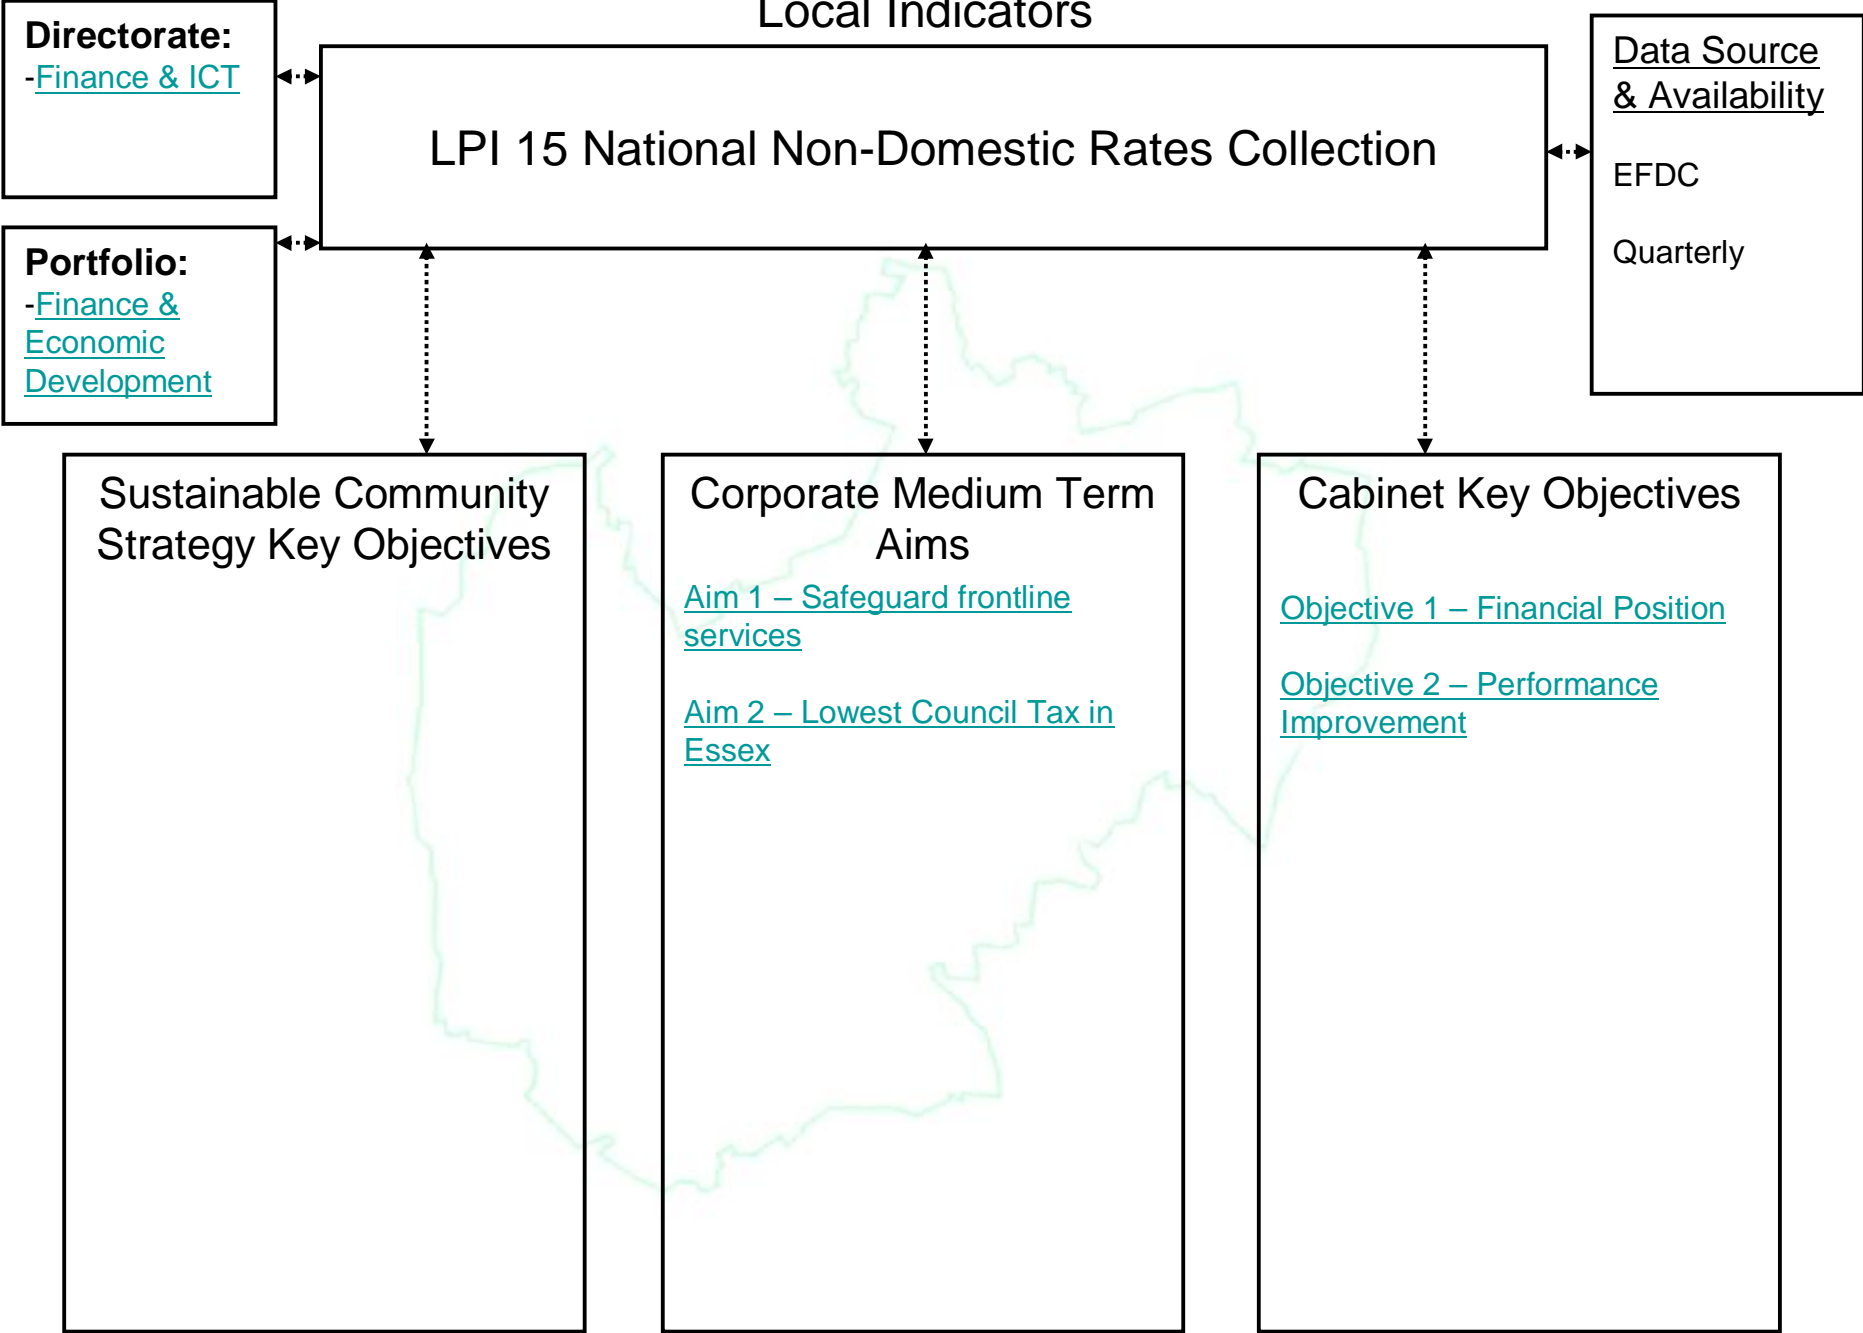 Local Indicators
Directorate:
-Finance & ICT
LPI 15 National Non-Domestic Rates Collection
Data Source
& Availability
EFDC
Quarterly
Portfolio:
-Finance &
Economic
Development
Sustainable Community
Strategy Key Objectives
Corporate Medium Term
Aims
Aim 1 – Safeguard frontline
services
Aim 2 – Lowest Council Tax in
Essex
Cabinet Key Objectives
Objective 1 – Financial Position
Objective 2 – Performance
Improvement